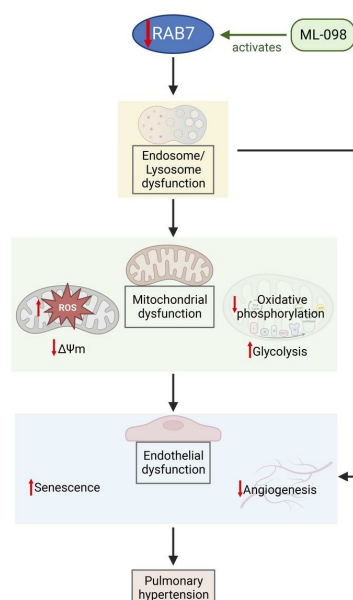 RAB7
ML-098
activates
Endosome/
Lysosome
dysfunction
ROS
ΔΨm
Mitochondrial
dysfunction
Oxidative
phosphorylation
Glycolysis
Endothelial
dysfunction
Senescence
Angiogenesis
Pulmonary
hypertension